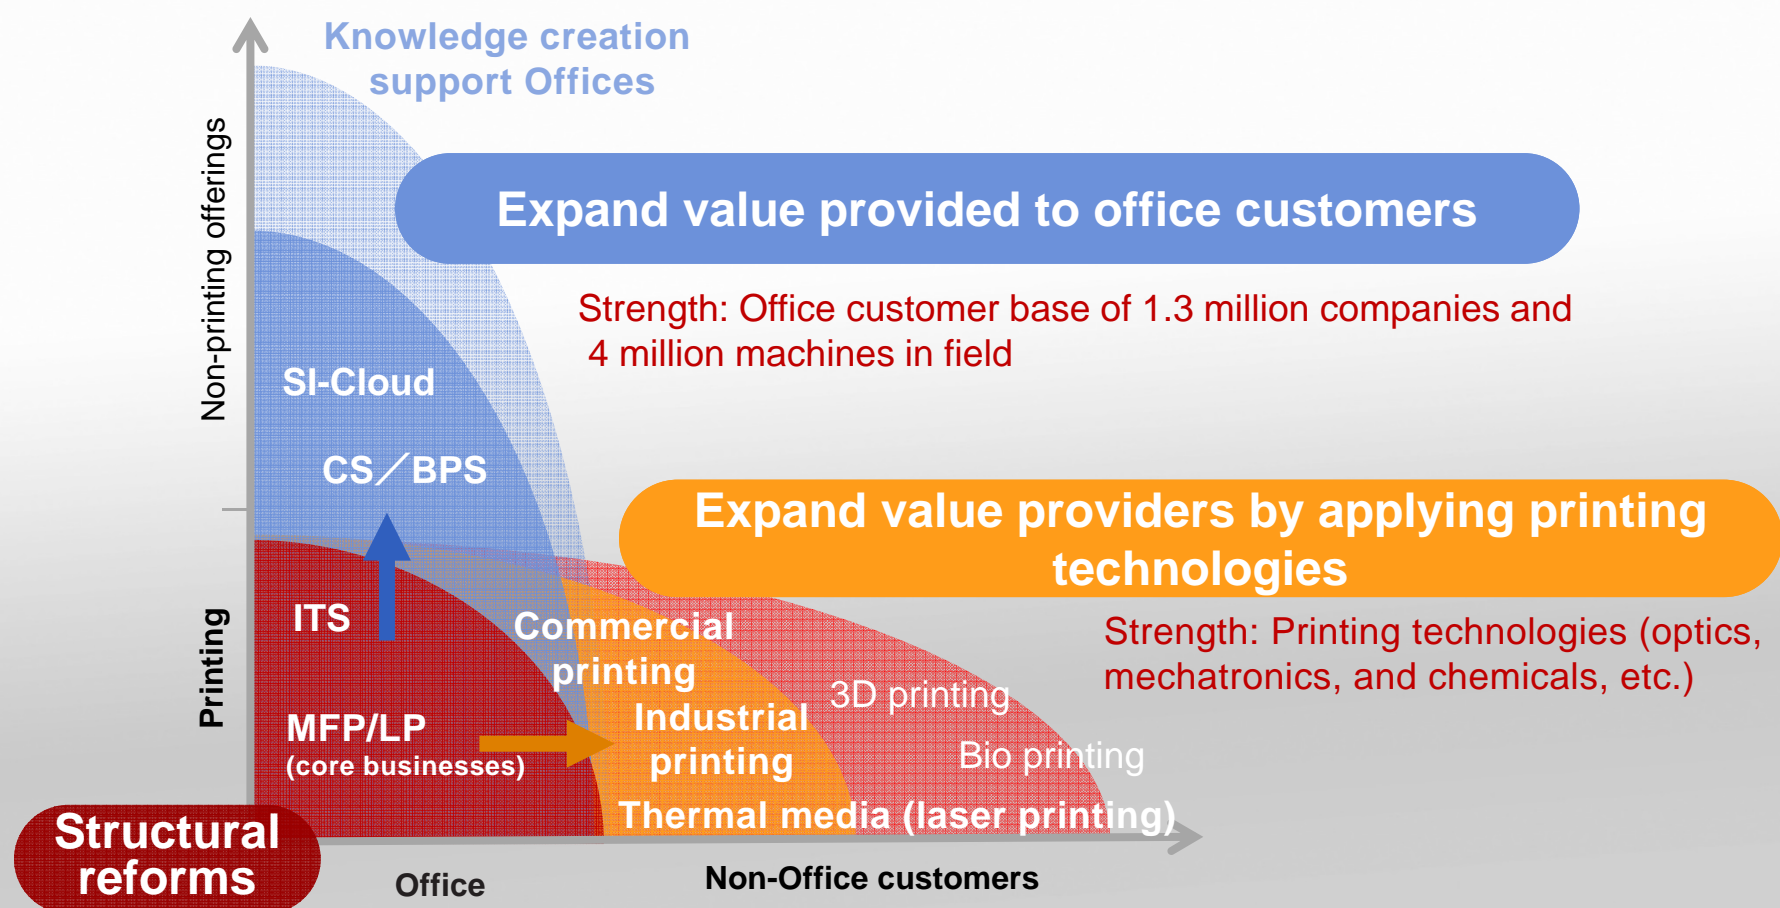 Knowledge creation
support Offices
Non-printing offerings
Expand value provided to office customers
Strength: Office customer base of 1.3 million companies and
4 million machines in field
SI-Cloud
CS／BPS
Expand value providers by applying printing
technologies
Strength: Printing technologies (optics,
mechatronics, and chemicals, etc.)
Printing
ITS
MFP/LP
(core businesses)
Commercial
printing
Industrial
printing
3D printing
Bio printing
Thermal media (laser printing)
Structural
reforms
Office
Non-Office customers